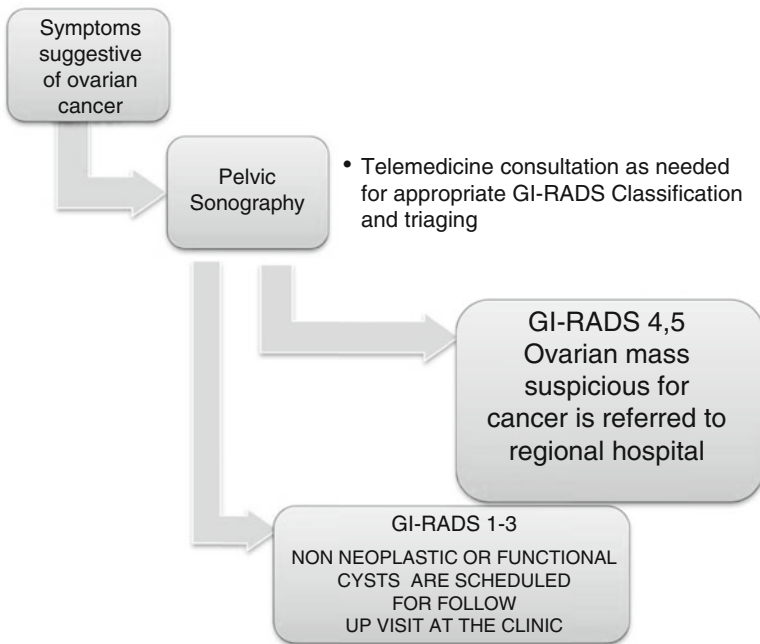 Symptoms
suggestive
of ovarian
cancer
Pelvic
Sonography
• Telemedicine consultation as needed
for appropriate GI-RADS Classification
and triaging
GI-RADS 4,5
Ovarian mass
suspicious for
cancer is referred to
regional hospital
GI-RADS 1-3
NON NEOPLASTIC OR FUNCTIONAL
CYSTS ARE SCHEDULED
FOR FOLLOW
UP VISIT AT THE CLINIC